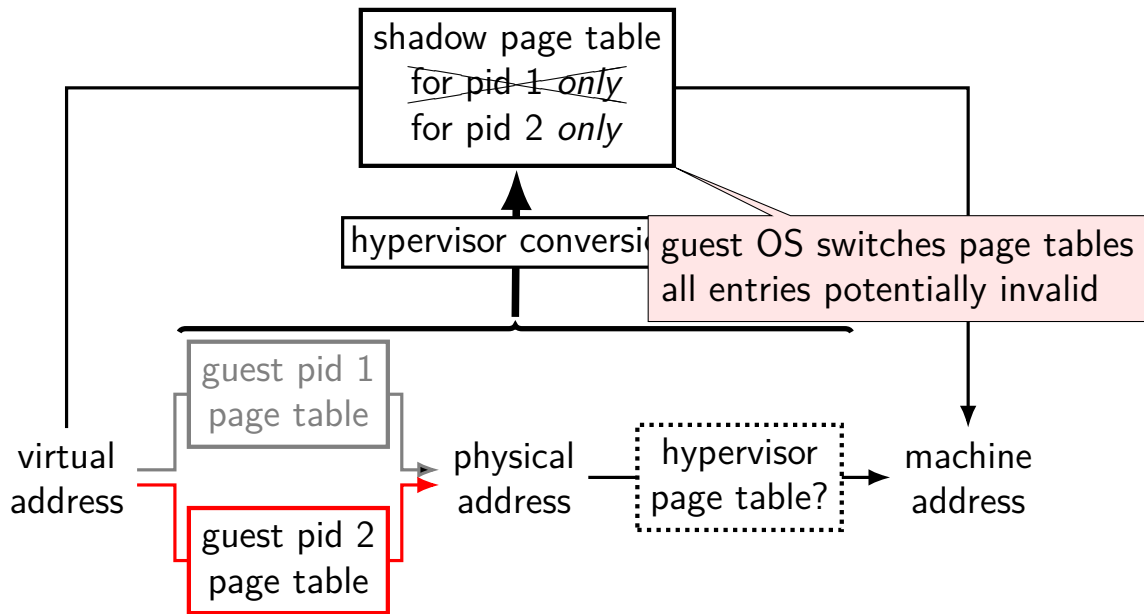 shadow page table
for pid 1 only
for pid 2 only
hypervisor conversi
guest OS switches page tables
all entries potentially invalid
guest pid 1
page table
virtual
address
physical
address
hypervisor
page table?
machine
address
guest pid 2
page table